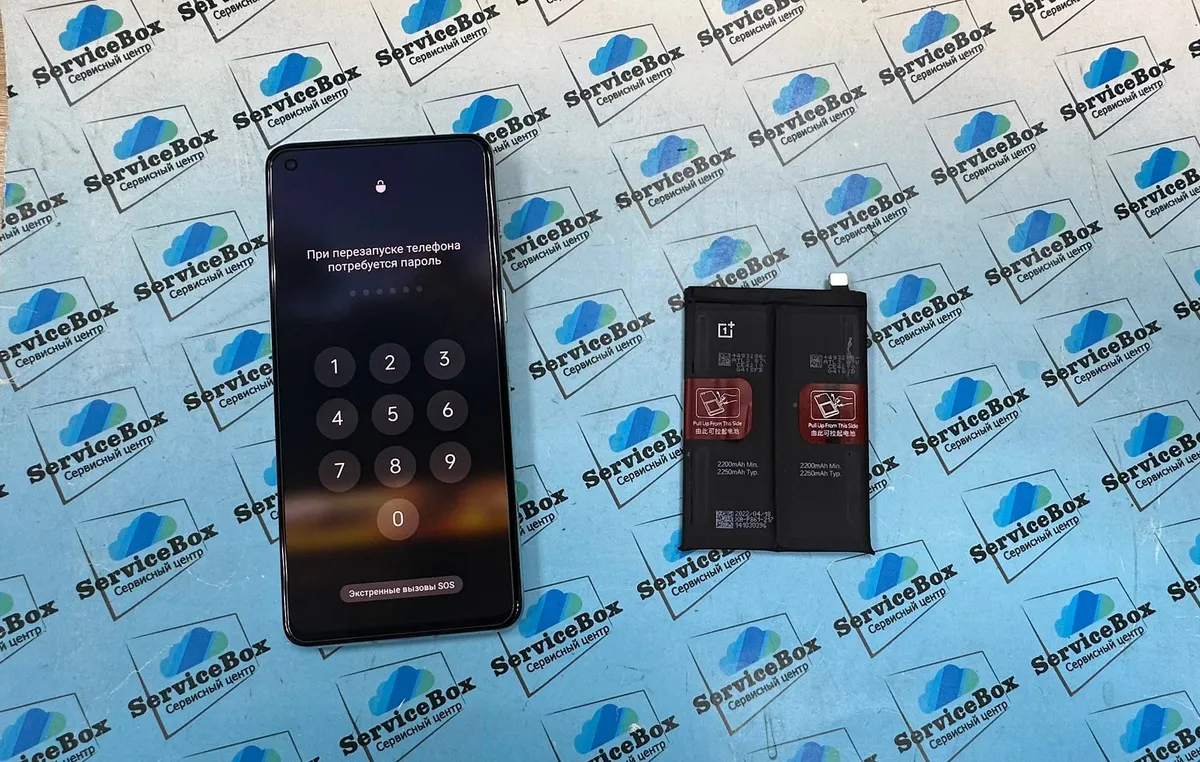 ServiceBox
Сервисный центр
При перезапуске телефона
потребуется пароль
1 2 3
4 5 6
7 8 9
0
Экстренные вызовы SOS
Pull Up From This Side
由此可拉起电池
2200mAh Min.
2250mAh Typ.
2022/04/18
Pull Up From This Side
由此可拉起电池
2200mAh Min.
2250mAh Typ.